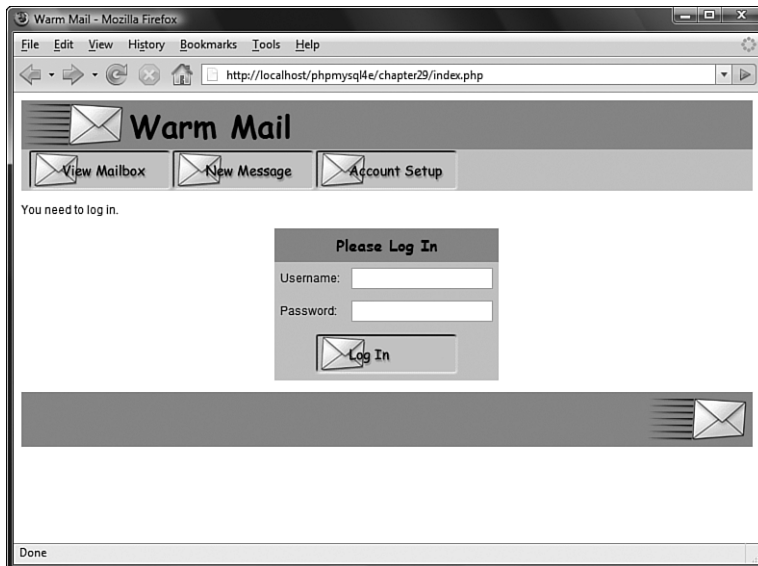 Warm Mail - Mozilla Firefox
File Edit View History Bookmarks Tools Help
http://localhost/phpmysql4e/chapter29/index.php
Warm Mail
View Mailbox New Message Account Setup
You need to log in.
Please Log In
Username:
Password:
Log In
Done